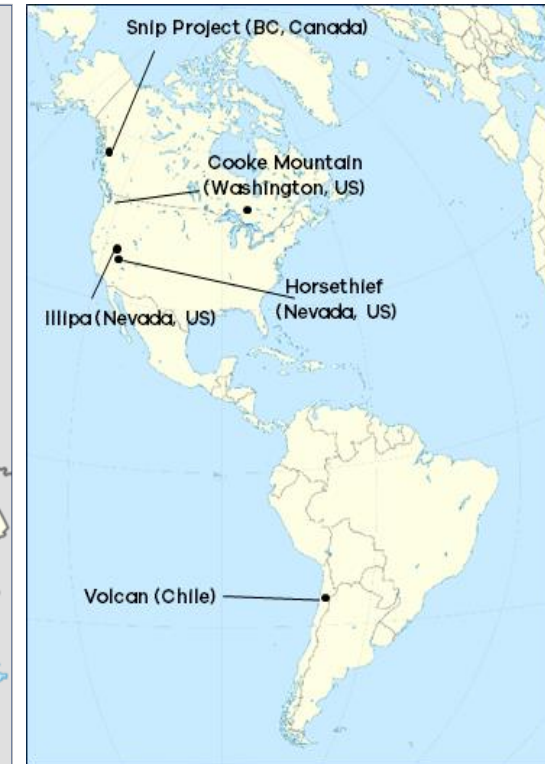 Snip Project (BC, Canada)
Cooke Mountain
(Washington, US)
Horsethief
(Nevada, US)
Illipa (Nevada, US)
Volcan (Chile)